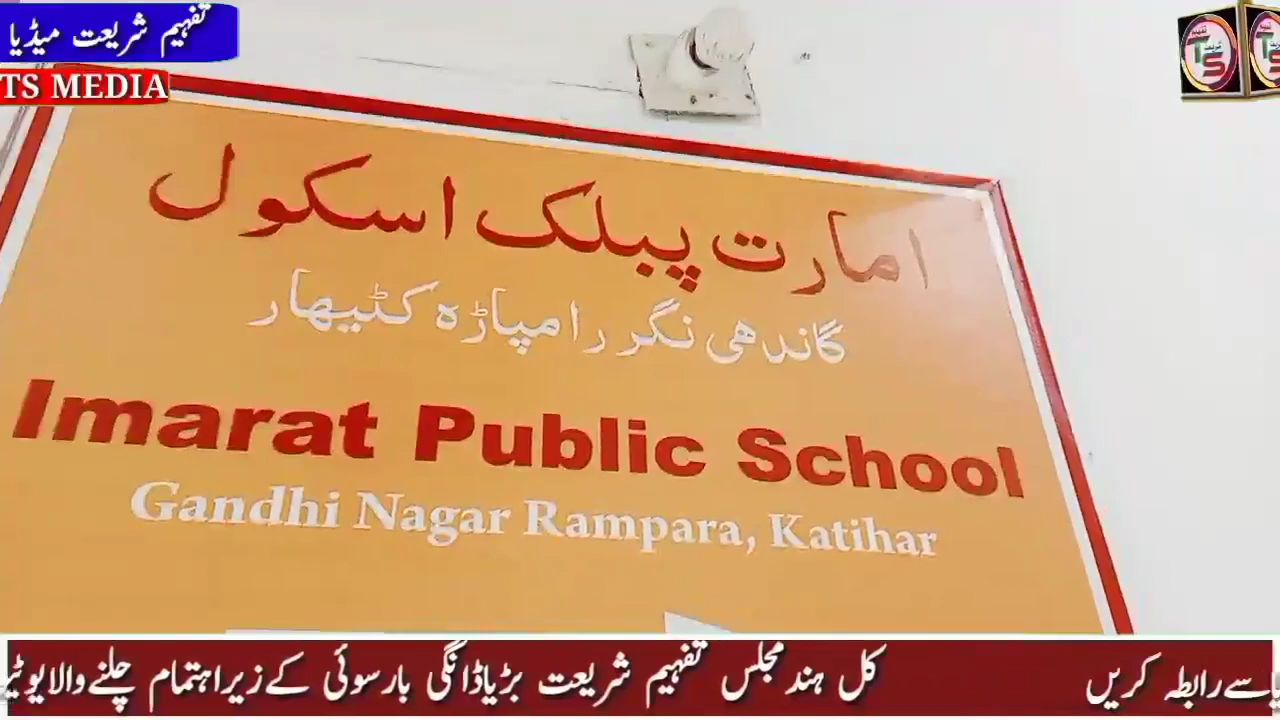 تفہیم شریعت میڈیا
TS MEDIA
TS
امارت پبلک اسکول
گاندھی نگر رامپاڑہ کٹیہار
Imarat Public School
Gandhi Nagar Rampara, Katihar
سے رابطہ کریں کل ہند مجلس تفہیم شریعت بڑیاڈانگی بارسوئی کے زیراہتمام چلنے والا